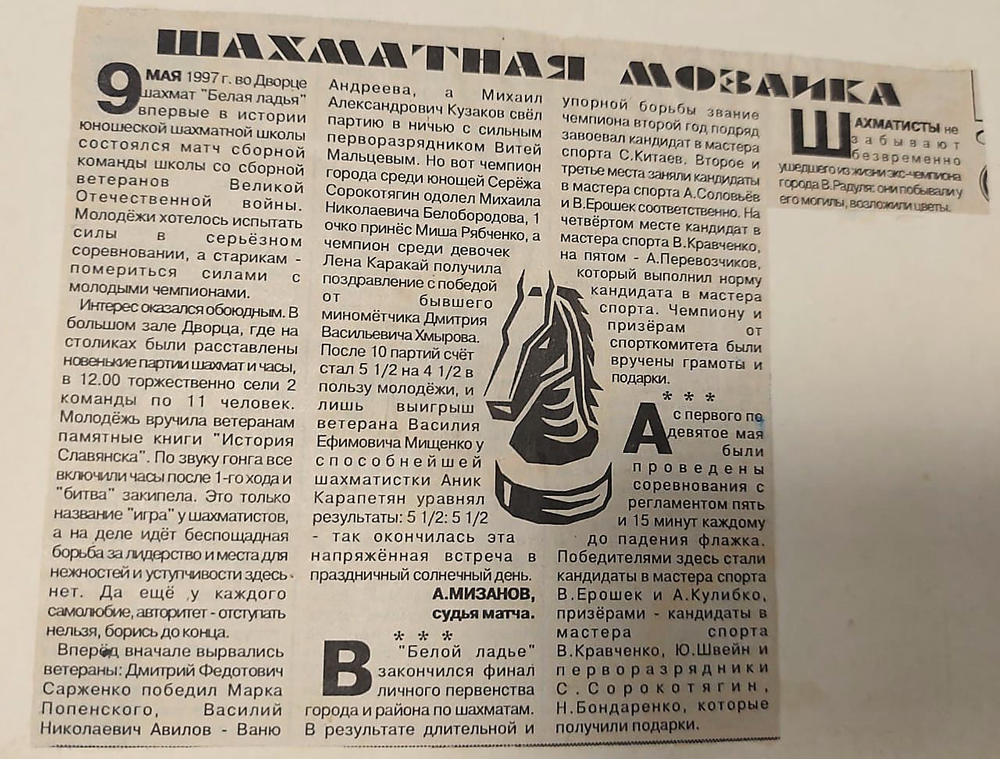 ШАХМАТНАЯ МОЗАИКА
9 МАЯ 1997 г. во Дворце
шахмат "Белая ладья"
впервые в истории
юношеской шахматной школы
состоялся матч сборной
команды школы со сборной
ветеранов Великой
Отечественной войны.
Молодёжи хотелось испытать
силы в серьёзном
соревновании, а старикам -
помериться силами с
молодыми чемпионами.
Интерес оказался обоюдным. В
большом зале Дворца, где на
столиках были расставлены
новенькие партии шахмат и часы,
в 12.00 торжественно сели 2
команды по 11 человек.
Молодёжь вручила ветеранам
памятные книги "История
Славянска". По звуку гонга все
включили часы после 1-го хода и
"битва" закипела. Это только
название "игра" у шахматистов,
а на деле идёт беспощадная
борьба за лидерство и места для
нежностей и уступчивости здесь
нет. Да ещё у каждого
самолюбие, авторитет - отступать
нельзя, борись до конца.
Вперёд вначале вырвались
ветераны: Дмитрий Федотович
Сарженко победил Марка
Попенского, Василий
Николаевич Авилов - Ваню
Андреева, а Михаил
Александрович Кузаков свёл
партию в ничью с сильным
перворазрядником Витей
Мальцевым. Но вот чемпион
города среди юношей Серёжа
Сорокотягин одолел Михаила
Николаевича Белобородова, 1
очко принёс Миша Рябченко, а
чемпион среди девочек
Лена Каракай получила
поздравление с победой
от бывшего
миномётчика Дмитрия
Васильевича Хмырова.
После 10 партий счёт
стал 5 1/2 на 4 1/2 в
пользу молодёжи, и
лишь выигрыш
ветерана Василия
Ефимовича Мищенко у
способнейшей
шахматистки Аник
Карапетян уравнял
результаты: 5 1/2: 5 1/2
- так окончилась эта
напряжённая встреча в
праздничный солнечный день.
А.МИЗАНОВ,
судья матча.
* * *
В "Белой ладье"
закончился финал
личного первенства
города и района по шахматам.
В результате длительной и
упорной борьбы звание
чемпиона второй год подряд
завоевал кандидат в мастера
спорта С.Китаев. Второе и
третье места заняли кандидаты
в мастера спорта А.Соловьёв
и В.Ерошек соответственно. На
четвёртом месте кандидат в
мастера спорта В.Кравченко,
на пятом - А.Перевозчиков,
который выполнил норму
кандидата в мастера
спорта. Чемпиону и
призёрам от
спорткомитета были
вручены грамоты и
подарки.
* * *
А с первого по
девятое мая
были
проведены
соревнования с
регламентом пять
и 15 минут каждому
до падения флажка.
Победителями здесь стали
кандидаты в мастера спорта
В.Ерошек и А.Кулибко,
призёрами - кандидаты в
мастера спорта
В.Кравченко, Ю.Швейн и
перворазрядники
С.Сорокотягин,
Н.Бондаренко, которые
получили подарки.
ШАХМАТИСТЫ не
забывают
безвременно
ушедшего из жизни экс-чемпиона
города В.Радуля: они побывали у
его могилы, возложили цветы.